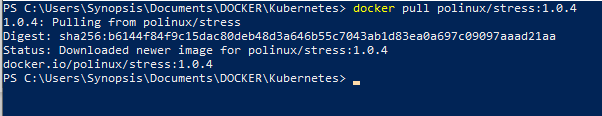 PS C:\Users\Synopsis\Documents\DOCKER\Kubernetes> docker pull polinux/stress:1.0.4
1.0.4: Pulling from polinux/stress
Digest: sha256:b6144f84f9c15dac80deb48d3a646b55c7043ab1d83ea0a697c09097aaad21aa
Status: Downloaded newer image for polinux/stress:1.0.4
docker.io/polinux/stress:1.0.4
PS C:\Users\Synopsis\Documents\DOCKER\Kubernetes>